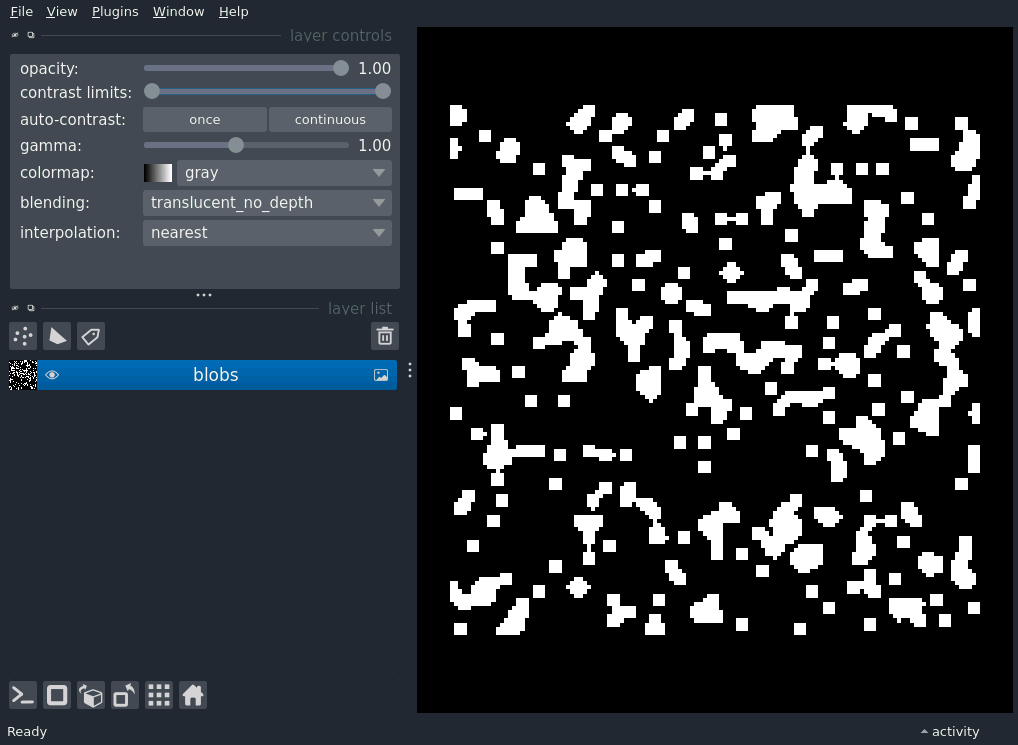 File View Plugins Window Help
layer controls
opacity: 1.00
contrast limits:
auto-contrast: once continuous
gamma: 1.00
colormap: gray
blending: translucent_no_depth
interpolation: nearest
layer list
blobs
Ready
activity